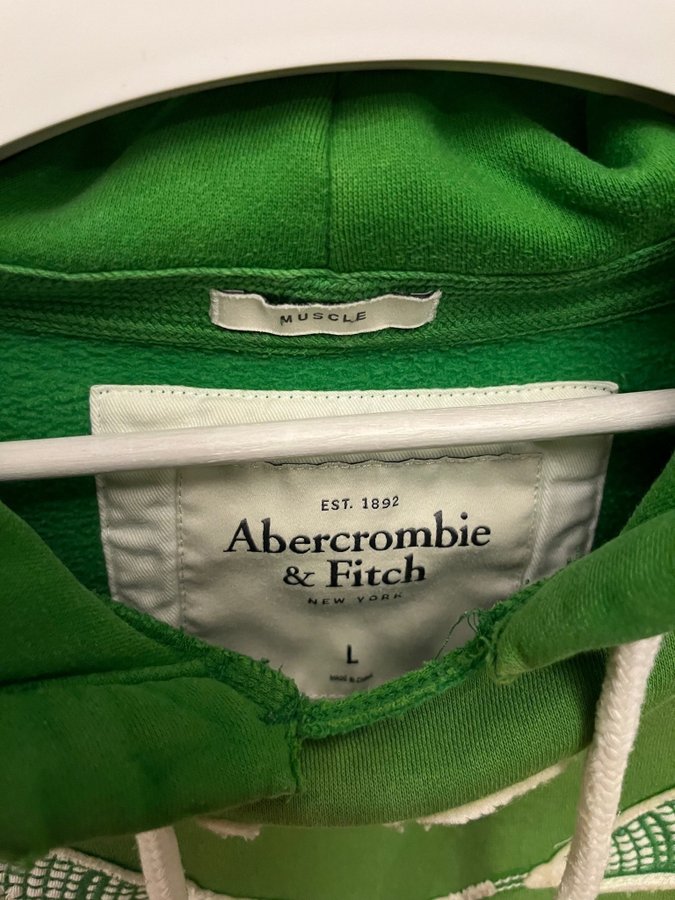 MUSCLE
EST. 1892
Abercrombie
& Fitch
NEW YORK
L